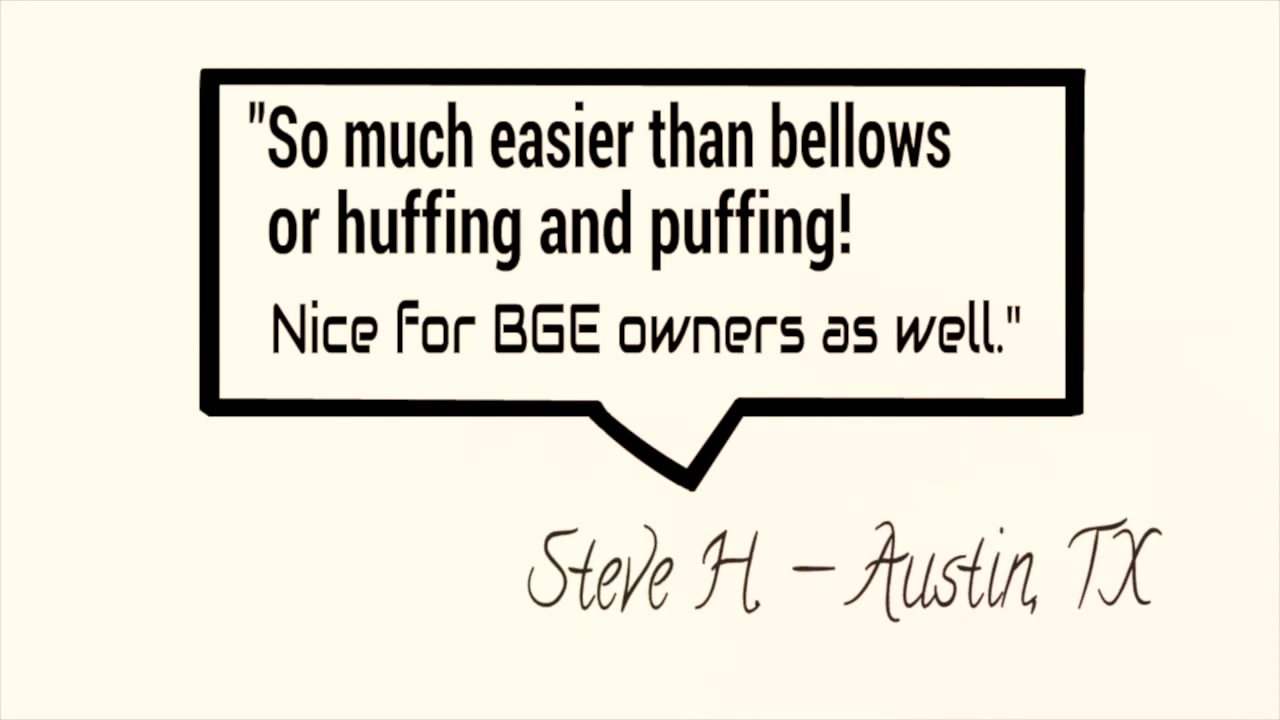 "So much easier than bellows
or huffing and puffing!
Nice for BGE owners as well."
Steve H - Austin, TX